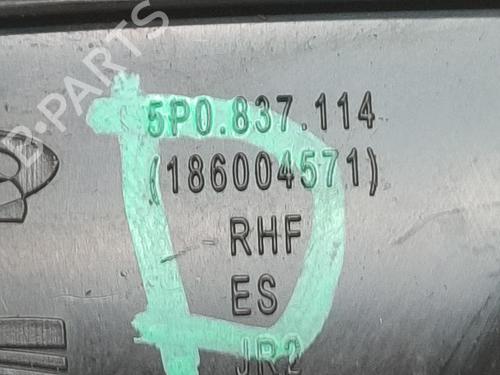 B-PARTS
5P0.837.114
(186004571)
RHF
ES
JR2
D